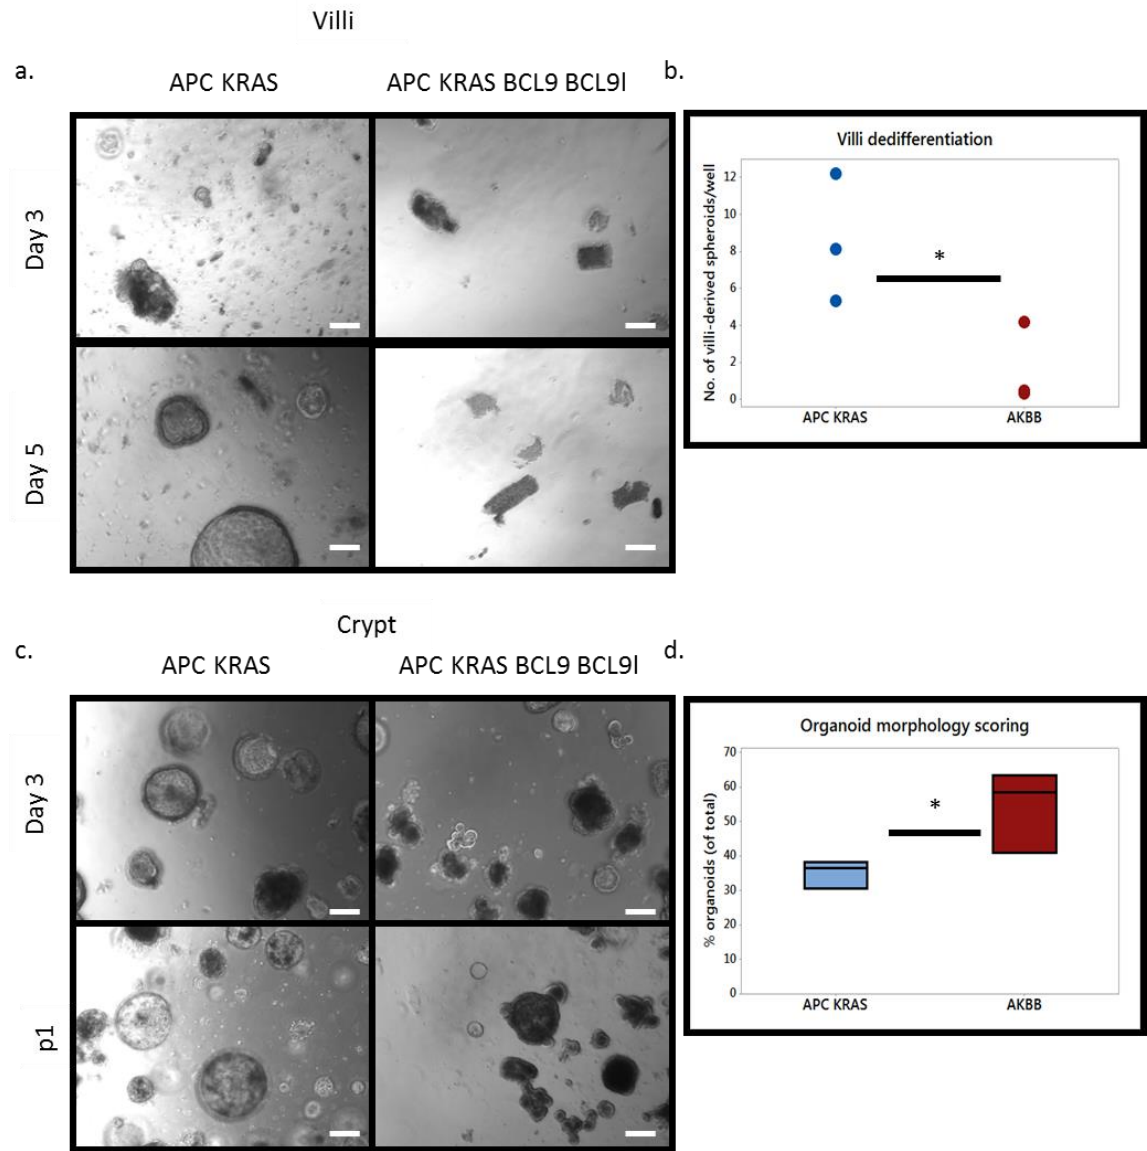 Villi
a.
APC KRAS
APC KRAS BCL9 BCL9l
b.
Day 3
Day 5
Villi dedifferentiation
No. of villi-derived spheroids/well
12
10
8
6
4
2
0
*
APC KRAS
AKBB
Crypt
c.
APC KRAS
APC KRAS BCL9 BCL9l
d.
Day 3
p1
Organoid morphology scoring
% organoids (of total)
70
60
50
40
30
20
10
0
*
APC KRAS
AKBB